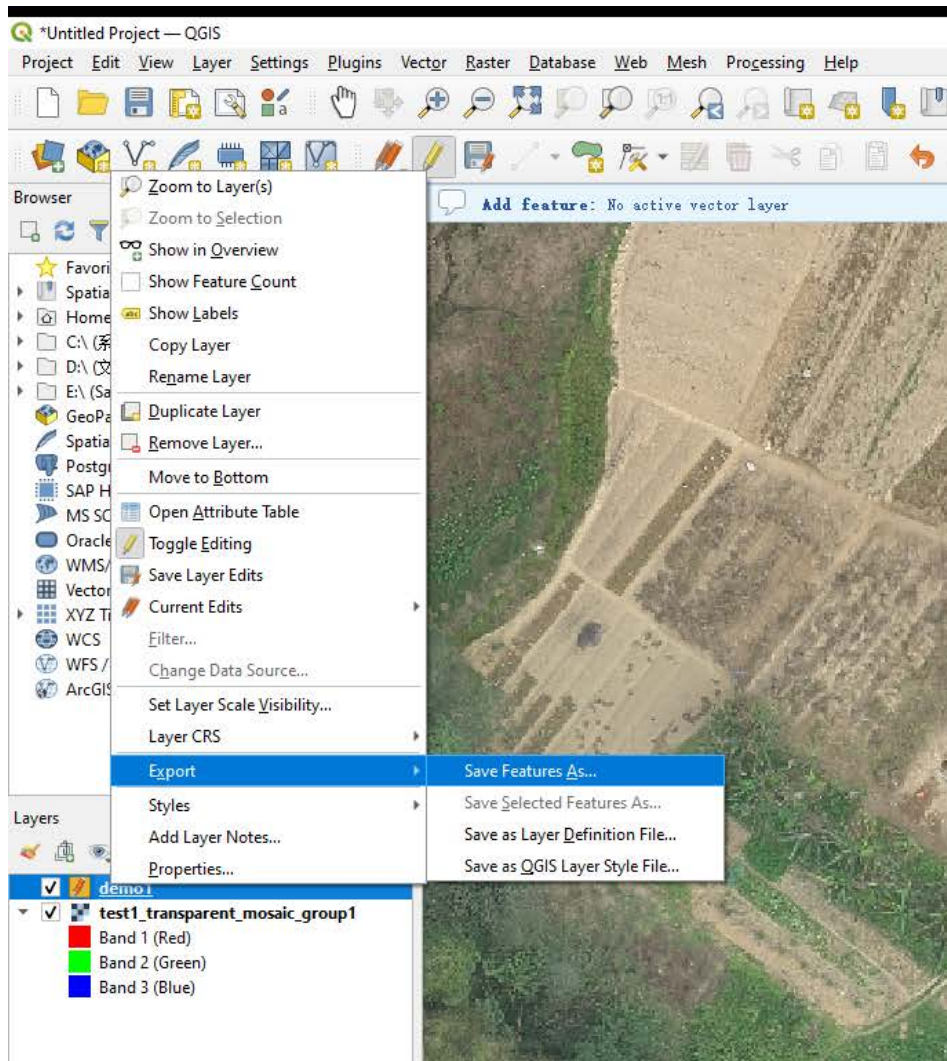 *Untitled Project — QGIS
Project Edit View Layer Settings Plugins Vector Raster Database Web Mesh Processing Help
Browser
Add feature: No active vector layer
Zoom to Layer(s)
Zoom to Selection
Show in Overview
Show Feature Count
Show Labels
Copy Layer
Rename Layer
Duplicate Layer
Remove Layer...
Move to Bottom
Open Attribute Table
Toggle Editing
Save Layer Edits
Current Edits
Filter...
Change Data Source...
Set Layer Scale Visibility...
Layer CRS
Export
Styles
Add Layer Notes...
Properties...
Save Features As...
Save Selected Features As...
Save as Layer Definition File...
Save as QGIS Layer Style File...
Favori
Spatia
Home
C:\ (系
D:\ (文
E:\ (Sa
GeoPa
Spatia
Postgr
SAP H
MS SC
Oracle
WMS/
Vector
XYZ Ti
WCS
WFS /
ArcGIS
Layers
demo1
test1_transparent_mosaic_group1
Band 1 (Red)
Band 2 (Green)
Band 3 (Blue)